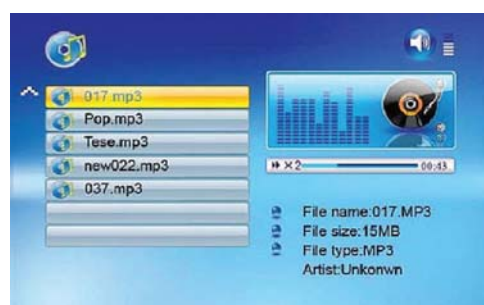 017.mp3
Pop.mp3
Tese.mp3
new022.mp3
037.mp3
×2
00:43
File name:017.MP3
File size:15MB
File type:MP3
Artist:Unkonwn